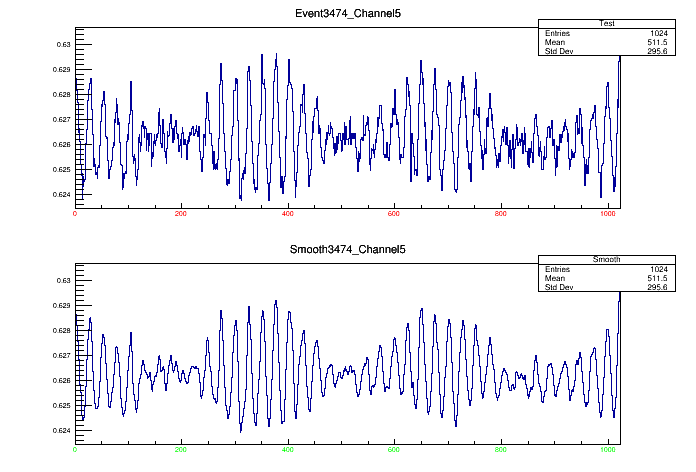 Event3474_Channel5
Test
Entries 1024
Mean 511.5
Std Dev 295.6
0.63
0.629
0.628
0.627
0.626
0.625
0.624
0 200 400 600 800 1000
Smooth3474_Channel5
Smooth
Entries 1024
Mean 511.5
Std Dev 295.6
0.63
0.629
0.628
0.627
0.626
0.625
0.624
0 200 400 600 800 1000